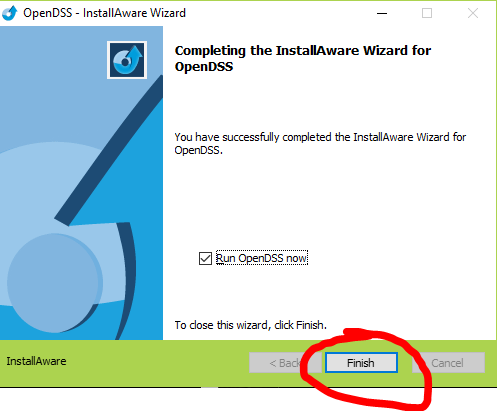 OpenDSS - InstallAware Wizard
Completing the InstallAware Wizard for
OpenDSS
You have successfully completed the InstallAware Wizard for
OpenDSS.
Run OpenDSS now
To close this wizard, click Finish.
InstallAware
< Back
Finish
Cancel